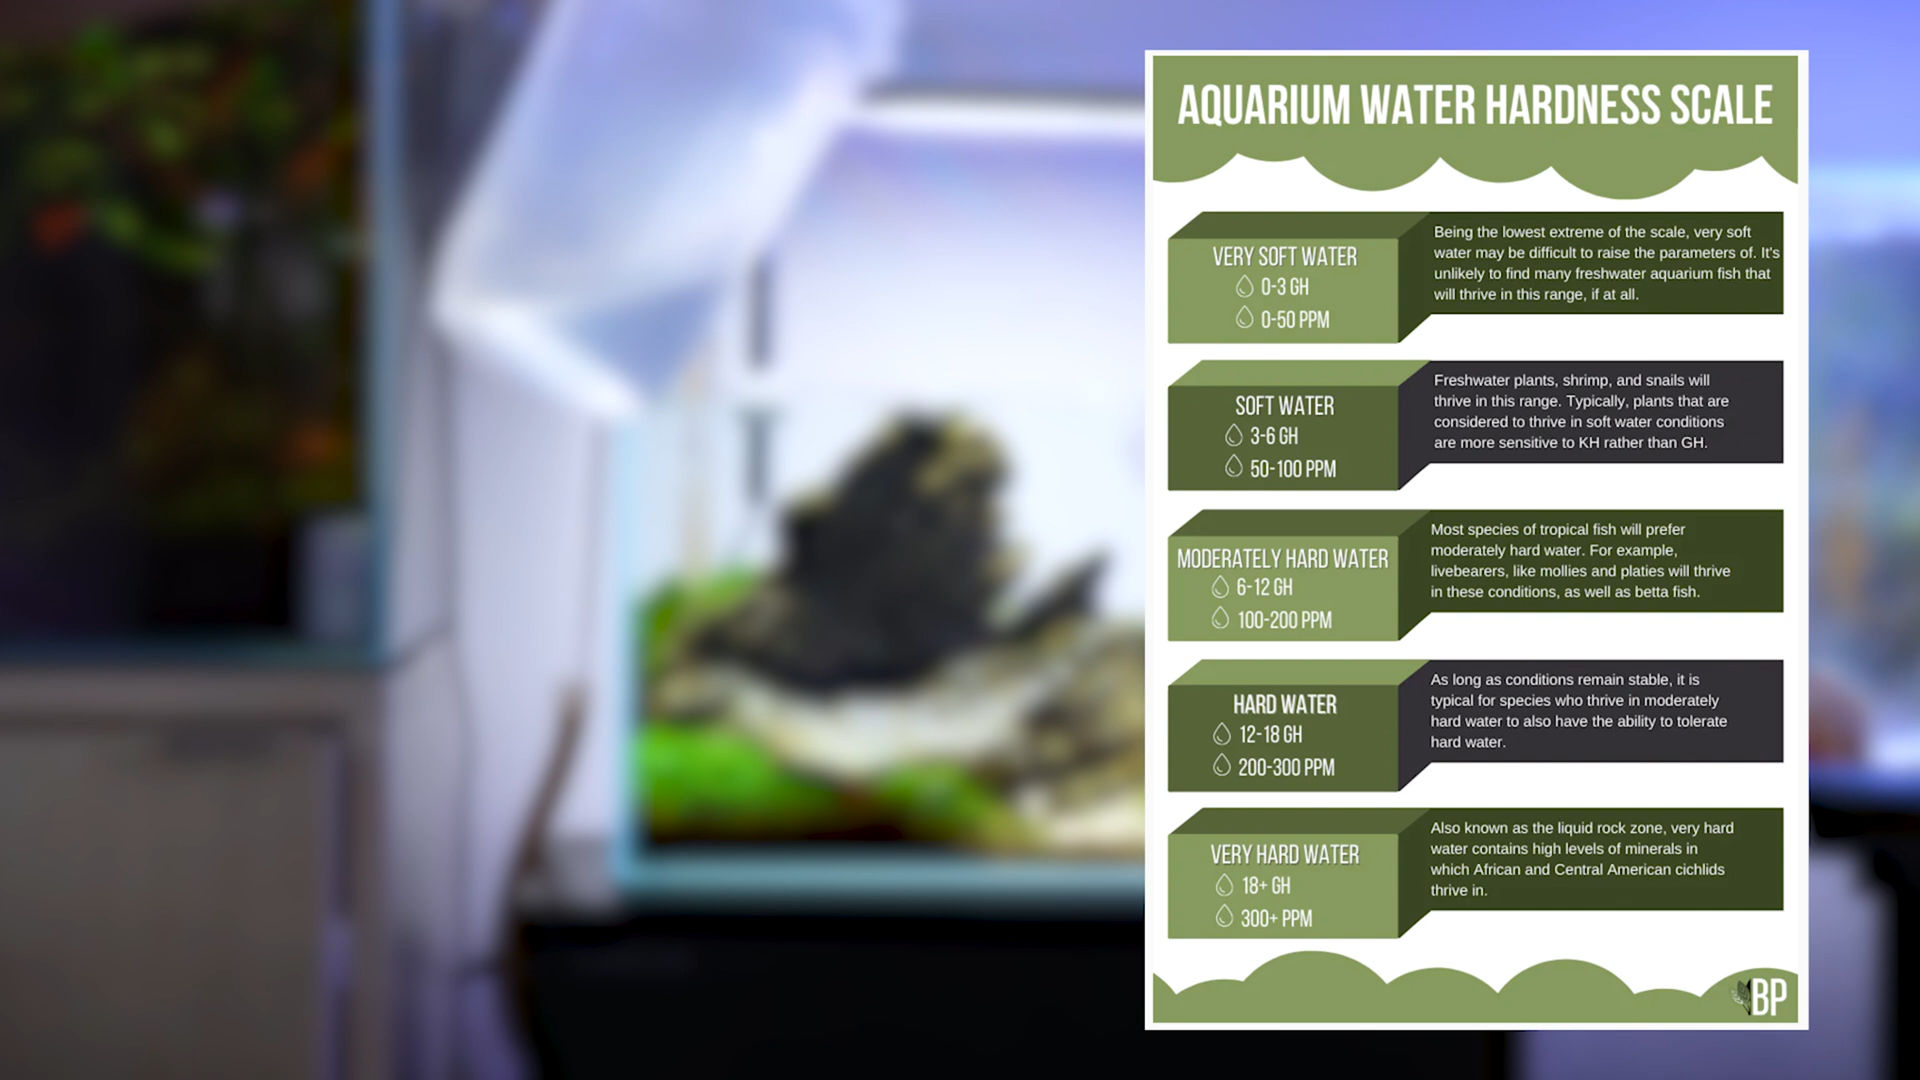 AQUARIUM WATER HARDNESS SCALE
VERY SOFT WATER
0-3 GH
0-50 PPM
Being the lowest extreme of the scale, very soft
water may be difficult to raise the parameters of. It's
unlikely to find many freshwater aquarium fish that
will thrive in this range, if at all.
SOFT WATER
3-6 GH
50-100 PPM
Freshwater plants, shrimp, and snails will
thrive in this range. Typically, plants that are
considered to thrive in soft water conditions
are more sensitive to KH rather than GH.
MODERATELY HARD WATER
6-12 GH
100-200 PPM
Most species of tropical fish will prefer
moderately hard water. For example,
livebearers, like mollies and platies will thrive
in these conditions, as well as betta fish.
HARD WATER
12-18 GH
200-300 PPM
As long as conditions remain stable, it is
typical for species who thrive in moderately
hard water to also have the ability to tolerate
hard water.
VERY HARD WATER
18+ GH
300+ PPM
Also known as the liquid rock zone, very hard
water contains high levels of minerals in
which African and Central American cichlids
thrive in.
BP